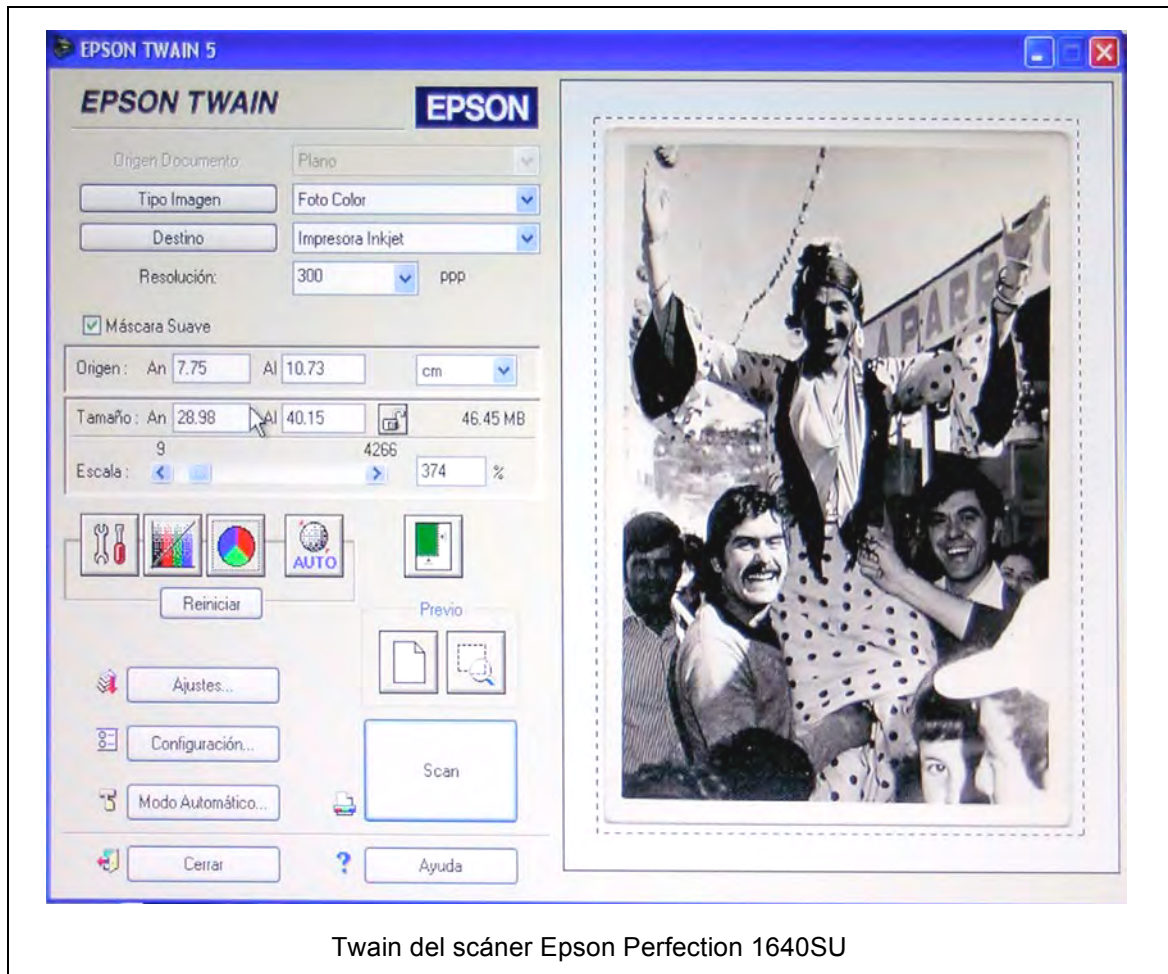 EPSON TWAIN 5
EPSON TWAIN EPSON
Origen Documento Plano
Tipo Imagen Foto Color
Destino Impresora Inkjet
Resolución: 300 ppp
Máscara Suave
Origen: An 7.75 Al 10.73 cm
Tamaño: An 28.98 Al 40.15 46.45 MB
9 4266
Escala: 374 %
AUTO
Reiniciar
Previo
Ajustes...
Configuración...
Scan
Modo Automático...
Cerrar ? Ayuda
APARR
Twain del scáner Epson Perfection 1640SU